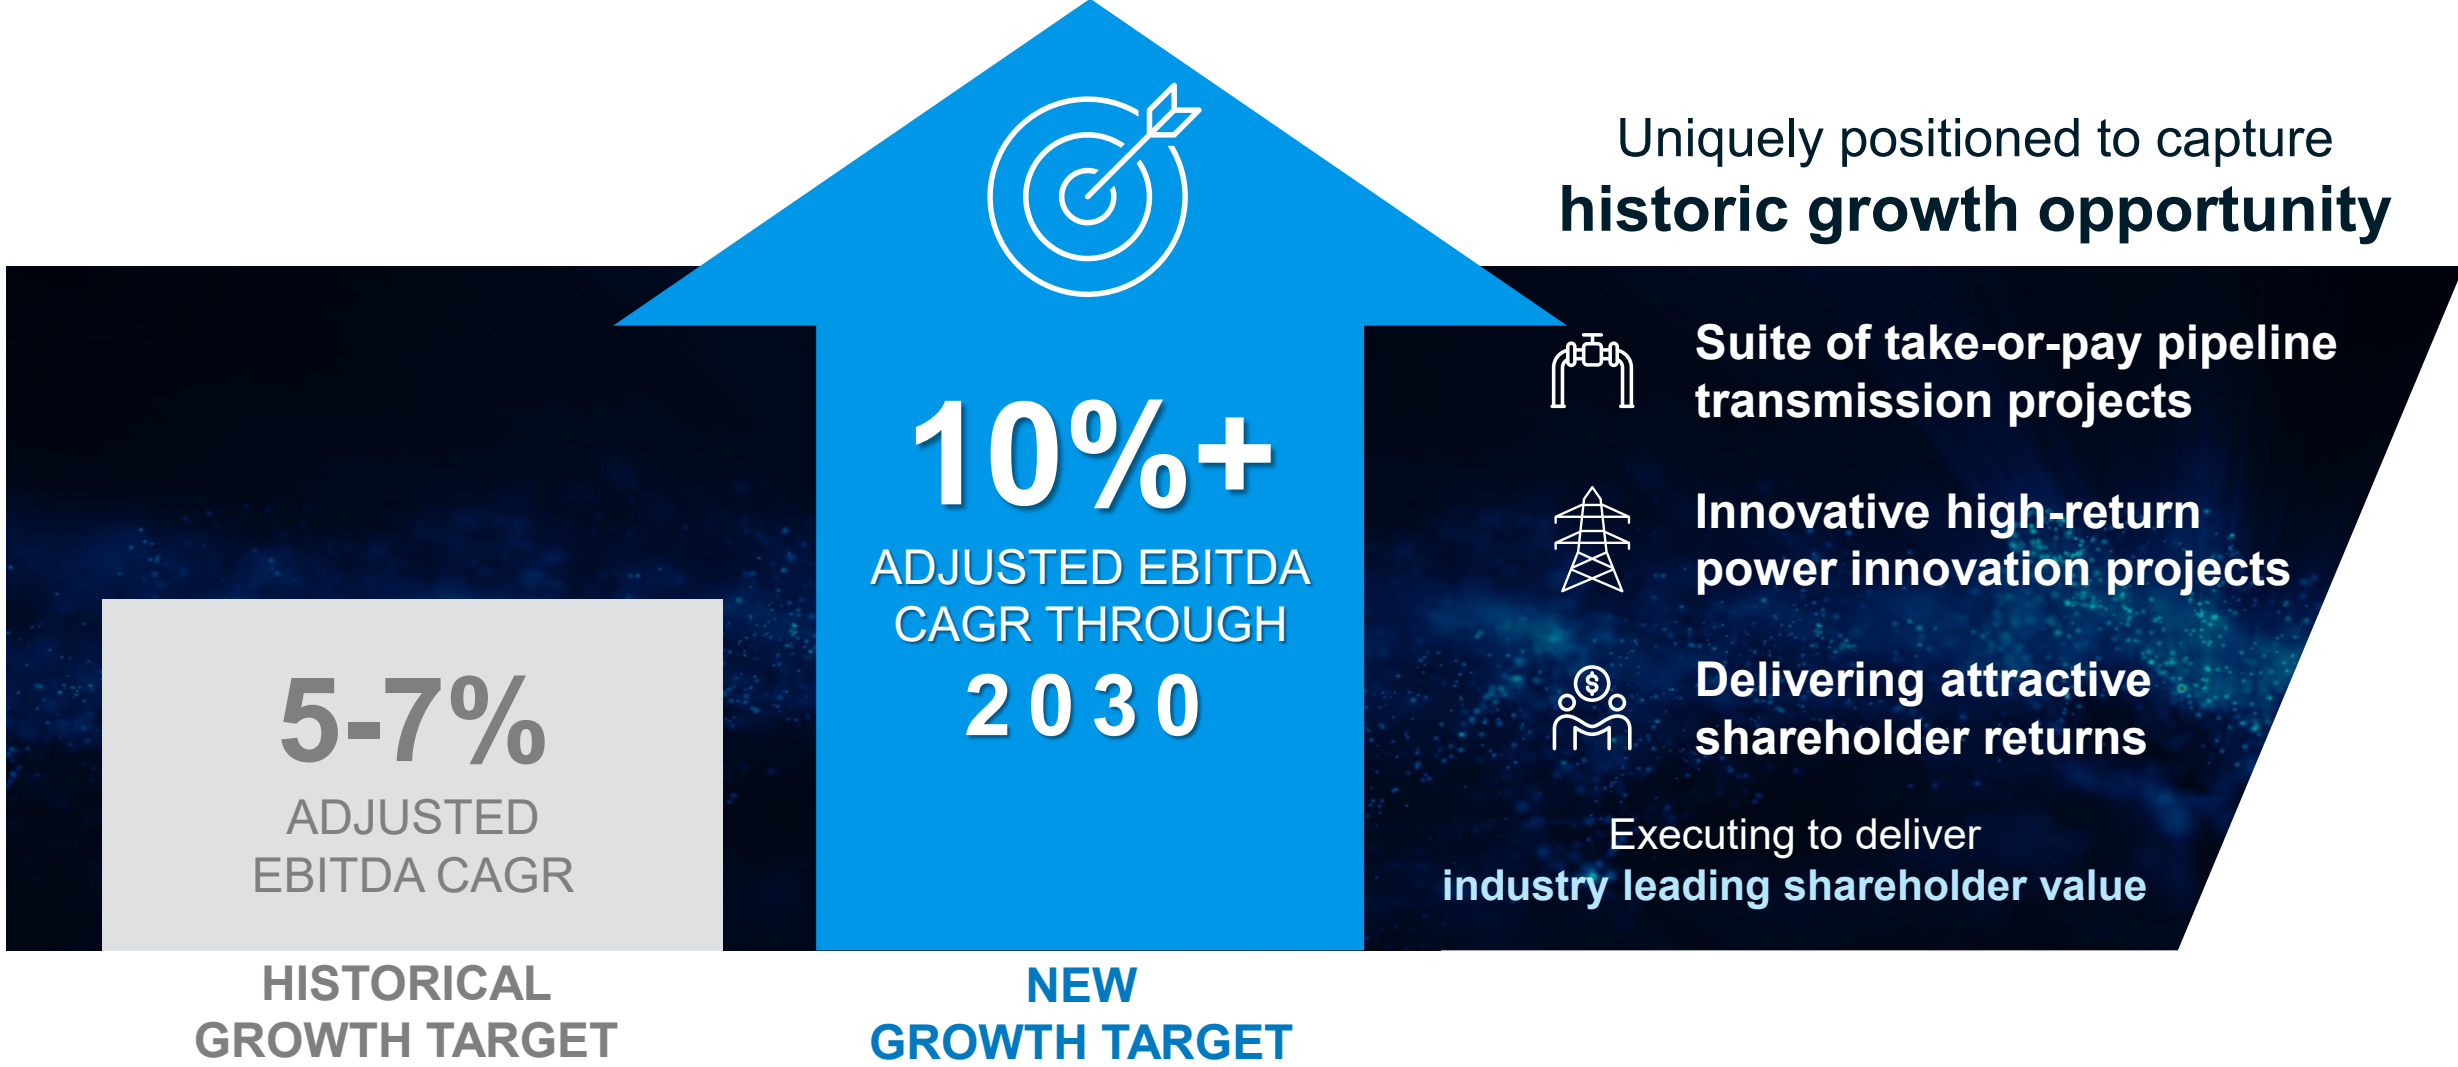 Uniquely positioned to capture
historic growth opportunity
5-7%
ADJUSTED
EBITDA CAGR
HISTORICAL
GROWTH TARGET
10%+
ADJUSTED EBITDA
CAGR THROUGH
2030
NEW
GROWTH TARGET
Suite of take-or-pay pipeline
transmission projects
Innovative high-return
power innovation projects
$
Delivering attractive
shareholder returns
Executing to deliver
industry leading shareholder value